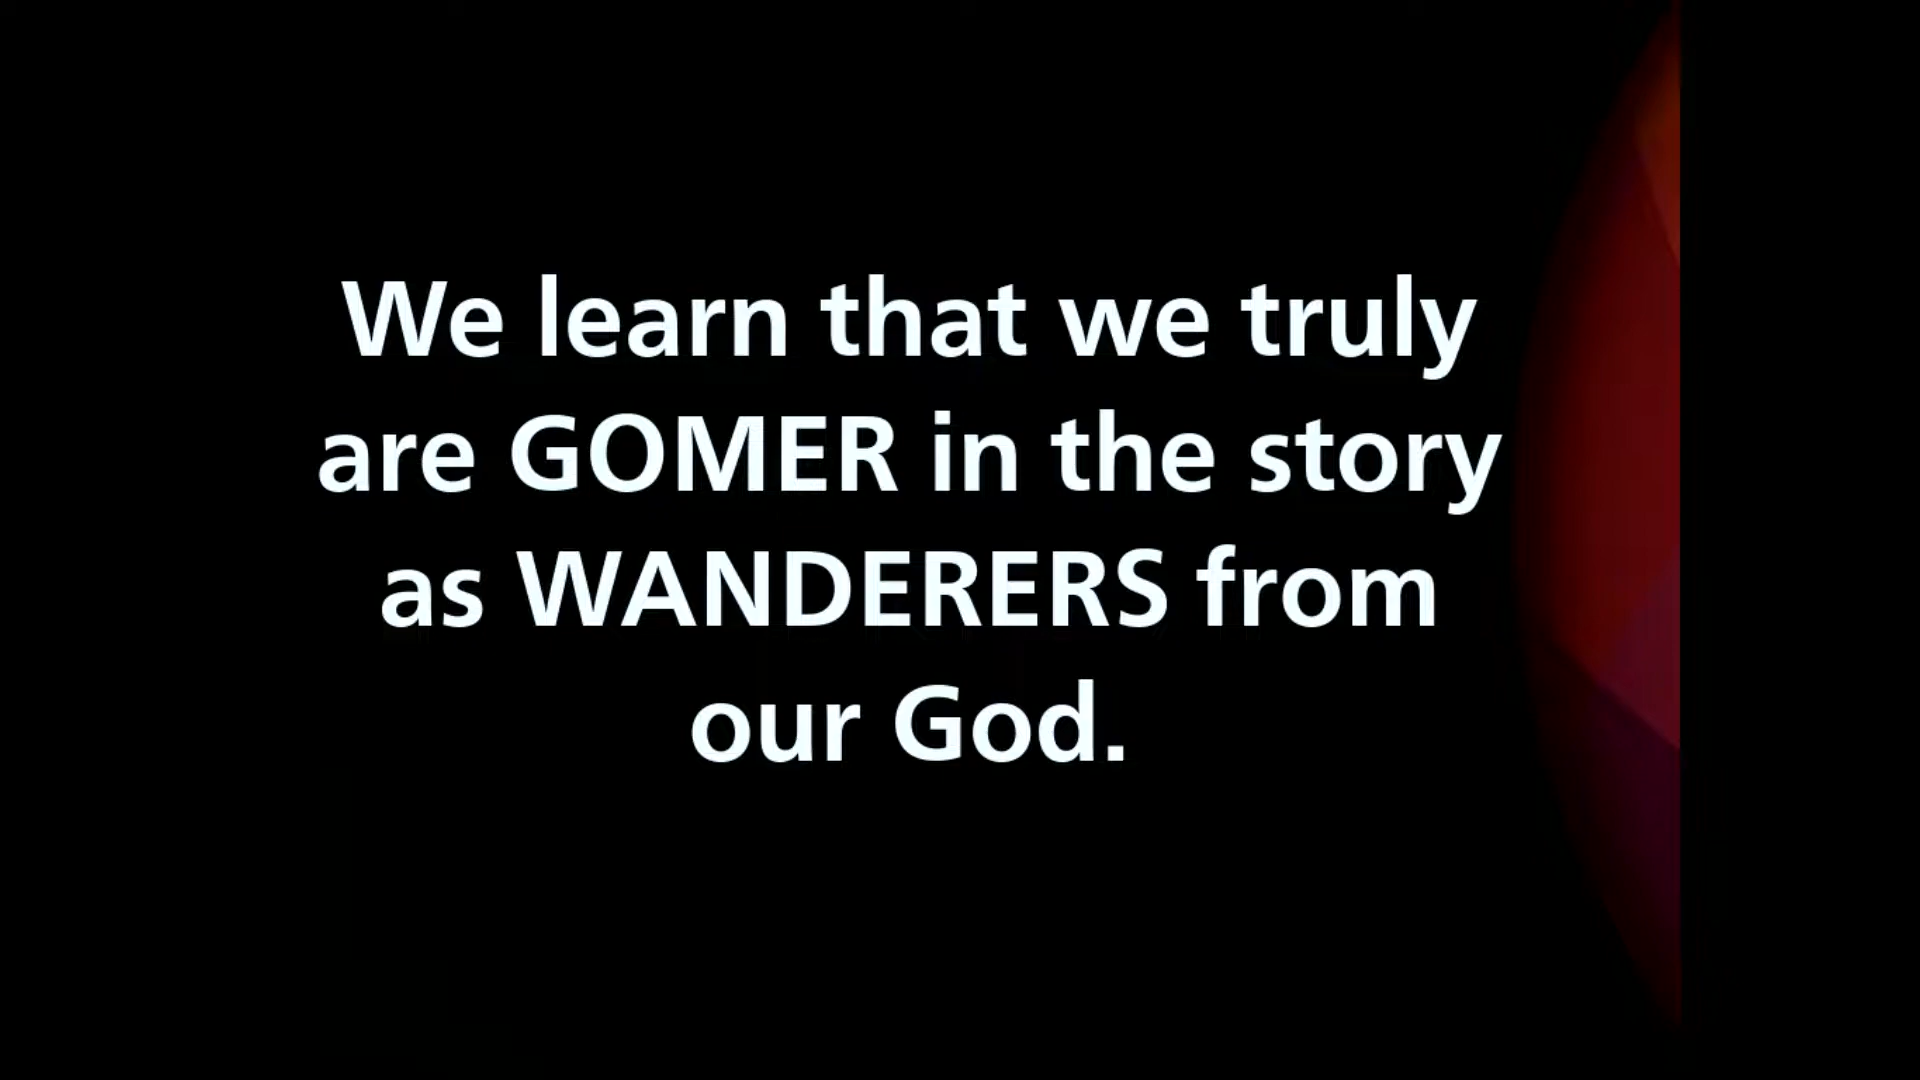 We learn that we truly
are GOMER in the story
as WANDERERS from
our God.